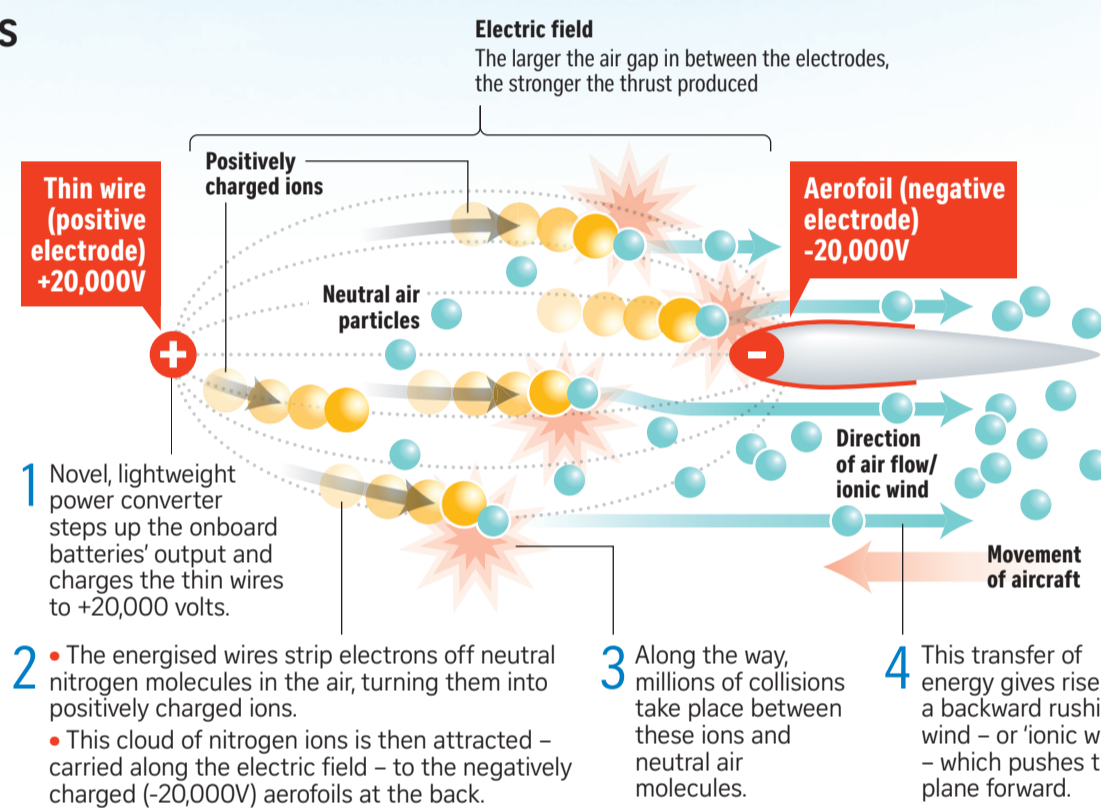 s
Electric field
The larger the air gap in between the electrodes,
the stronger the thrust produced
Thin wire
(positive
electrode)
+20,000V
Positively
charged ions
Neutral air
particles
Aerofoil (negative
electrode)
-20,000V
+
-
Direction
of air flow/
ionic wind
Movement
of aircraft
1 Novel, lightweight
power converter
steps up the onboard
batteries’ output and
charges the thin wires
to +20,000 volts.
2 • The energised wires strip electrons off neutral
nitrogen molecules in the air, turning them into
positively charged ions.
• This cloud of nitrogen ions is then attracted –
carried along the electric field – to the negatively
charged (-20,000V) aerofoils at the back.
3 Along the way,
millions of collisions
take place between
these ions and
neutral air
molecules.
4 This transfer of
energy gives rise
a backward rushi
wind – or ‘ionic w
– which pushes t
plane forward.